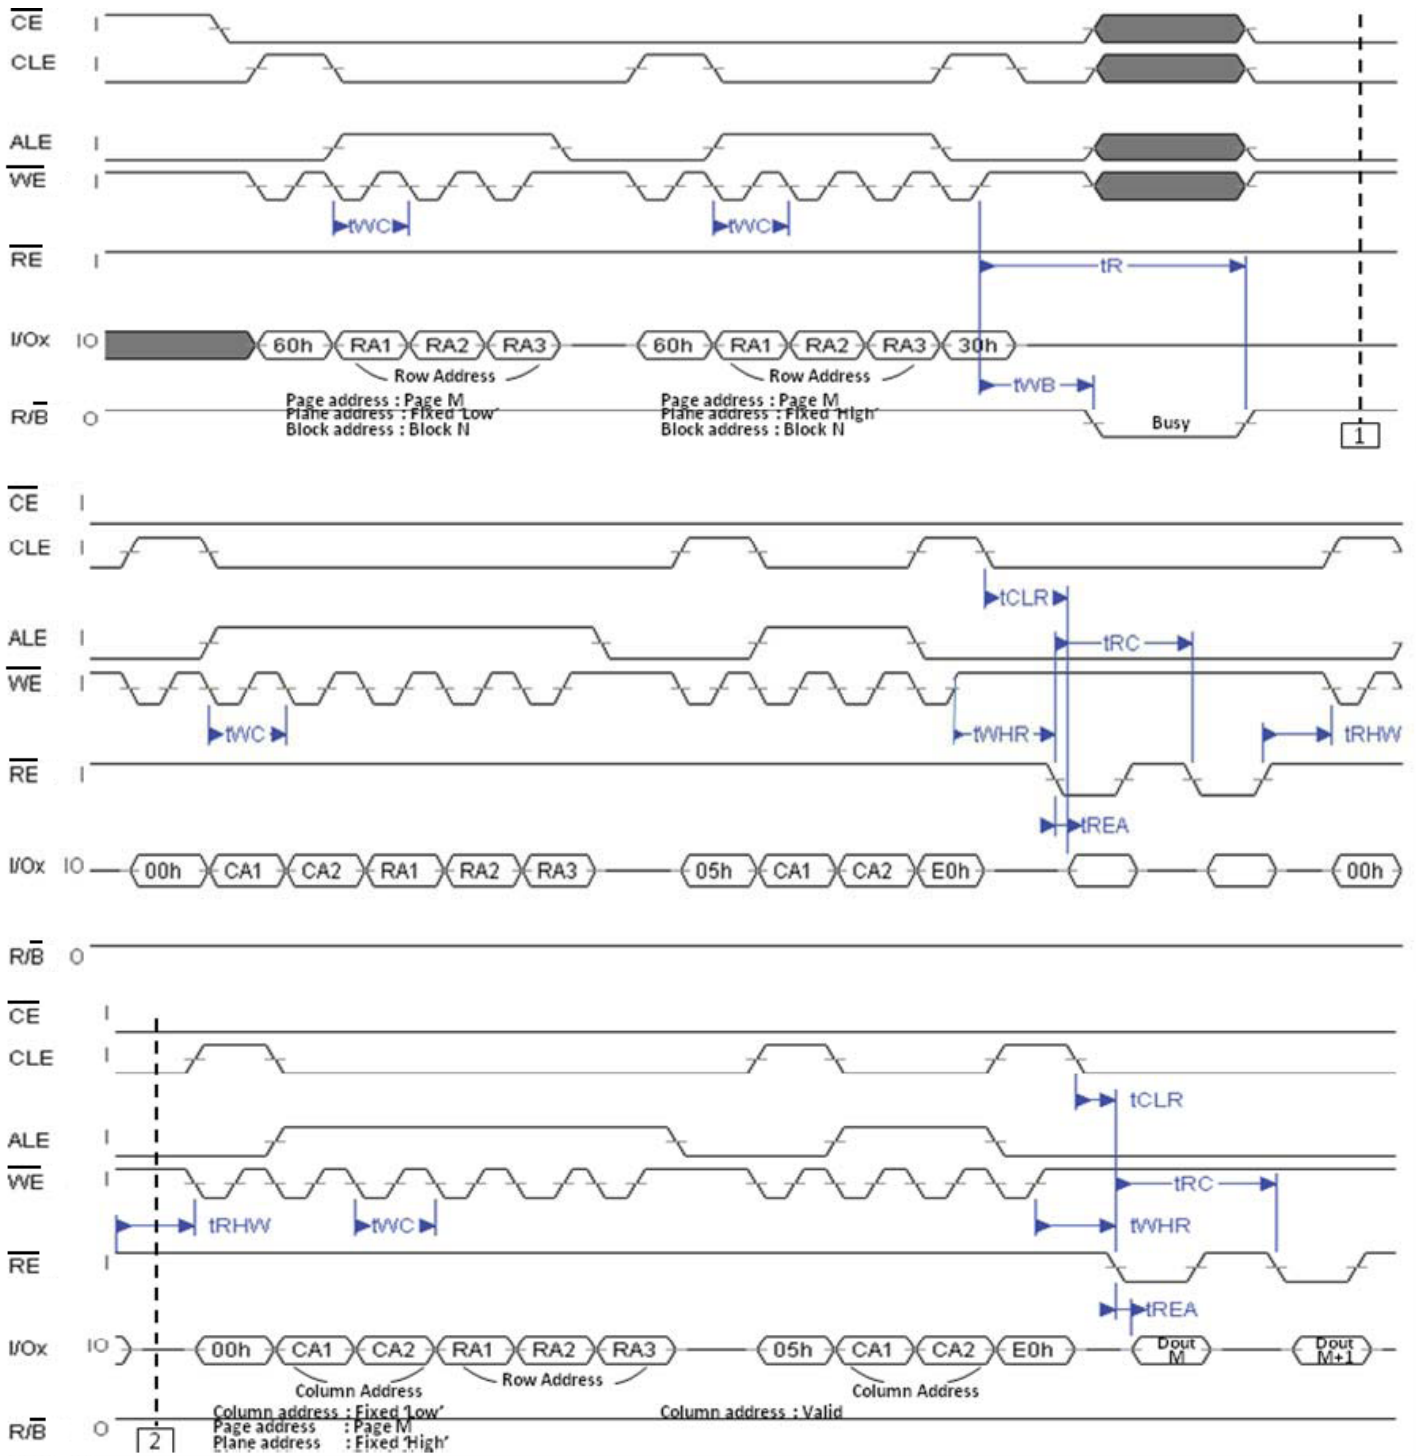 CE I
CLE I
ALE I
WE I
tWC tWC
RE I
tR
I/Ox IO 60h RA1 RA2 RA3 60h RA1 RA2 RA3 30h
Row Address Row Address
tWB
Page address : Page M Page address : Page M
Plane address : Fixed 'Low' Plane address : Fixed 'High'
Block address : Block N Block address : Block N
R/B O Busy
1
CE I
CLE I
tCLR
ALE I
tRC
WE I
tWC tWHR tRHW
RE I
tREA
I/Ox IO 00h CA1 CA2 RA1 RA2 RA3 05h CA1 CA2 E0h 00h
R/B O
CE I
CLE I
tCLR
ALE I
WE I
tRC
tRHW tWC tWHR
RE I
tREA
I/Ox IO 00h CA1 CA2 RA1 RA2 RA3 05h CA1 CA2 E0h Dout M Dout M+1
Column Address Row Address Column Address
Column address : Fixed 'Low' Column address : Valid
Page address : Page M
Plane address : Fixed 'High'
R/B O
2